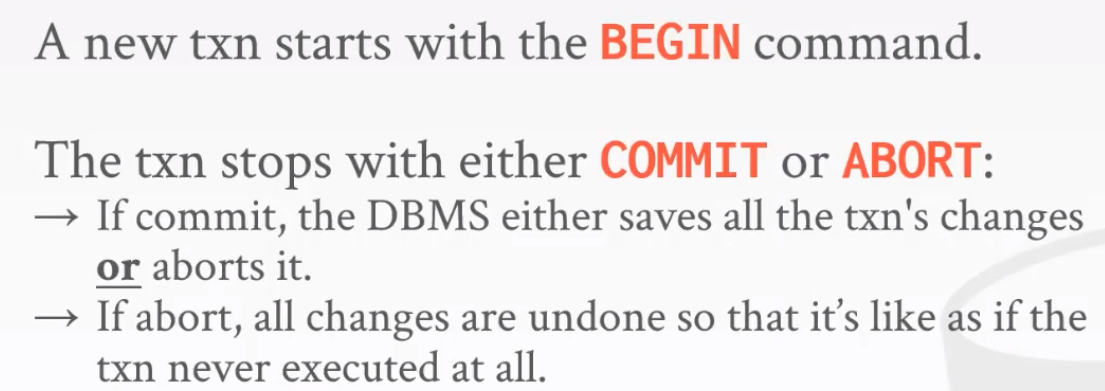 A new txn starts with the BEGIN command.
The txn stops with either COMMIT or ABORT:
→ If commit, the DBMS either saves all the txn's changes
or aborts it.
→ If abort, all changes are undone so that it’s like as if the
txn never executed at all.